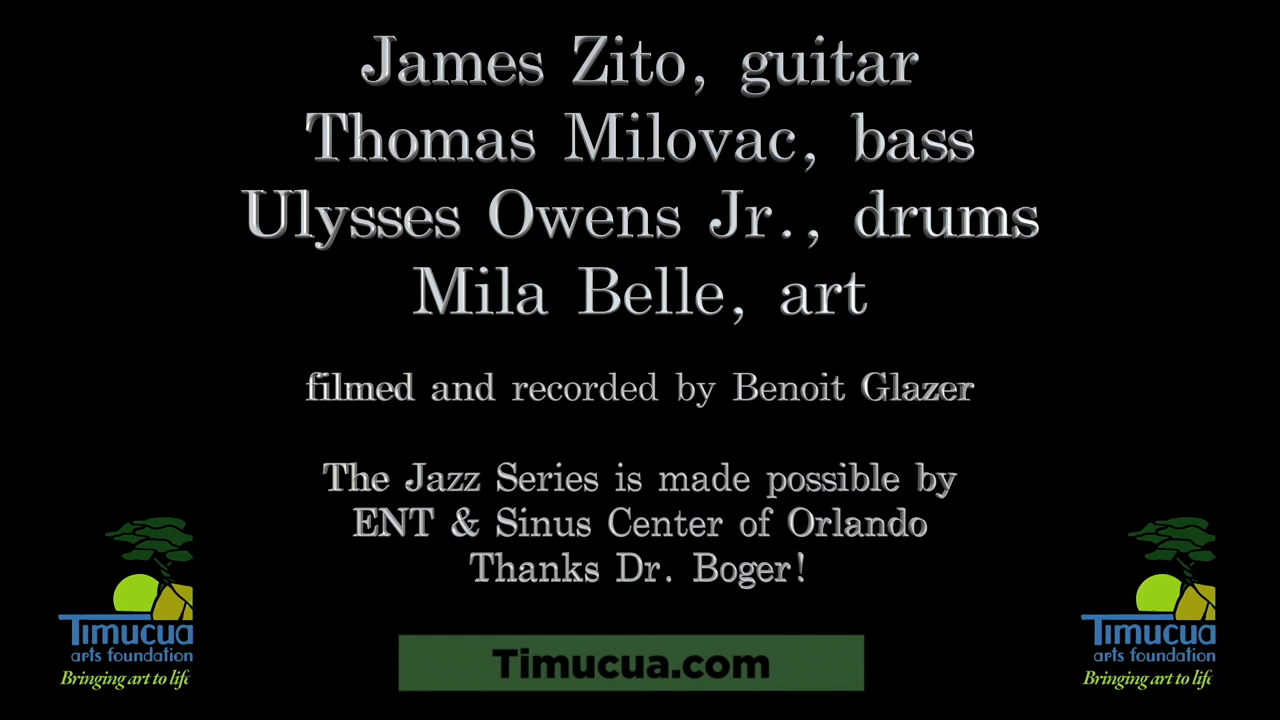 James Zito, guitar
Thomas Milovac, bass
Ulysses Owens Jr., drums
Mila Belle, art
filmed and recorded by Benoit Glazer
The Jazz Series is made possible by
ENT & Sinus Center of Orlando
Thanks Dr. Boger!
Timucua
arts foundation
Bringing art to life
Timucua.com
Timucua
arts foundation
Bringing art to life